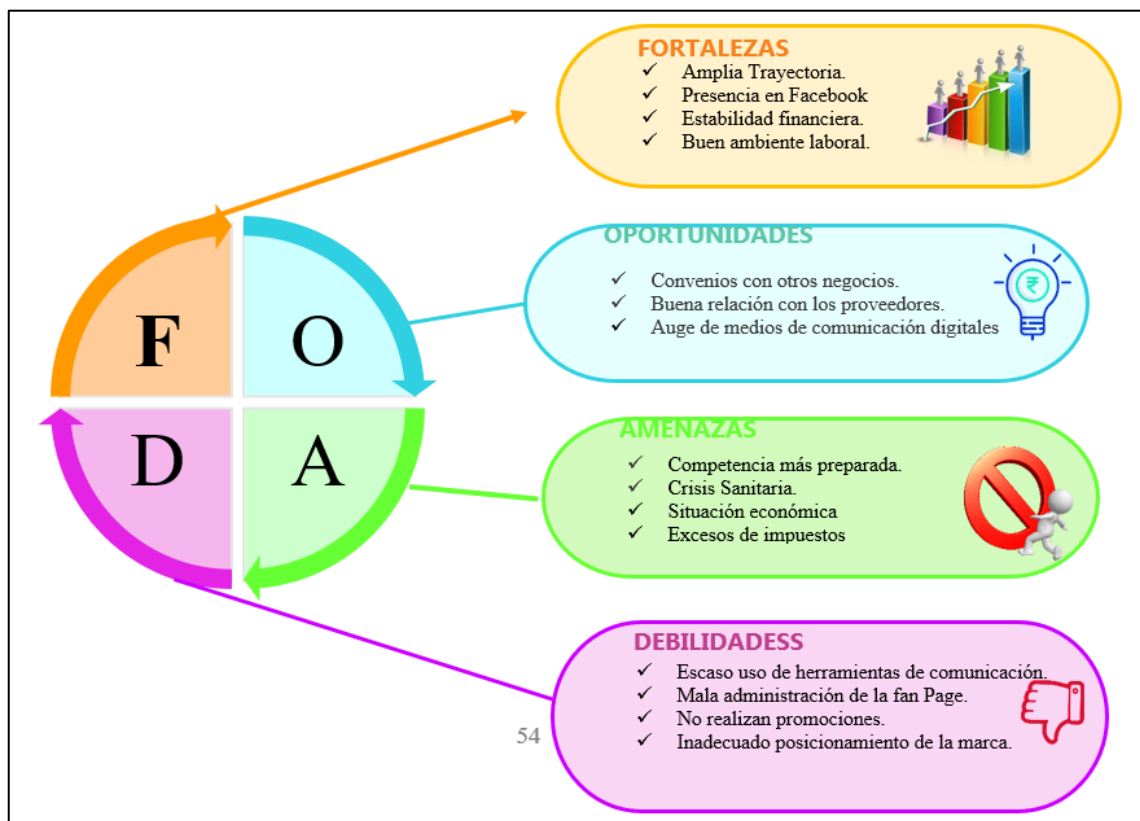 FORTALEZAS
✓ Amplia Trayectoria.
✓ Presencia en Facebook
✓ Estabilidad financiera.
✓ Buen ambiente laboral.
F
O
D
A
OPORTUNIDADES
✓ Convenios con otros negocios.
✓ Buena relación con los proveedores.
✓ Auge de medios de comunicación digitales
₹
AMENAZAS
✓ Competencia más preparada.
✓ Crisis Sanitaria.
✓ Situación económica
✓ Excesos de impuestos
DEBILIDADESS
✓ Escaso uso de herramientas de comunicación.
✓ Mala administración de la fan Page.
✓ No realizan promociones.
✓ Inadecuado posicionamiento de la marca.
54